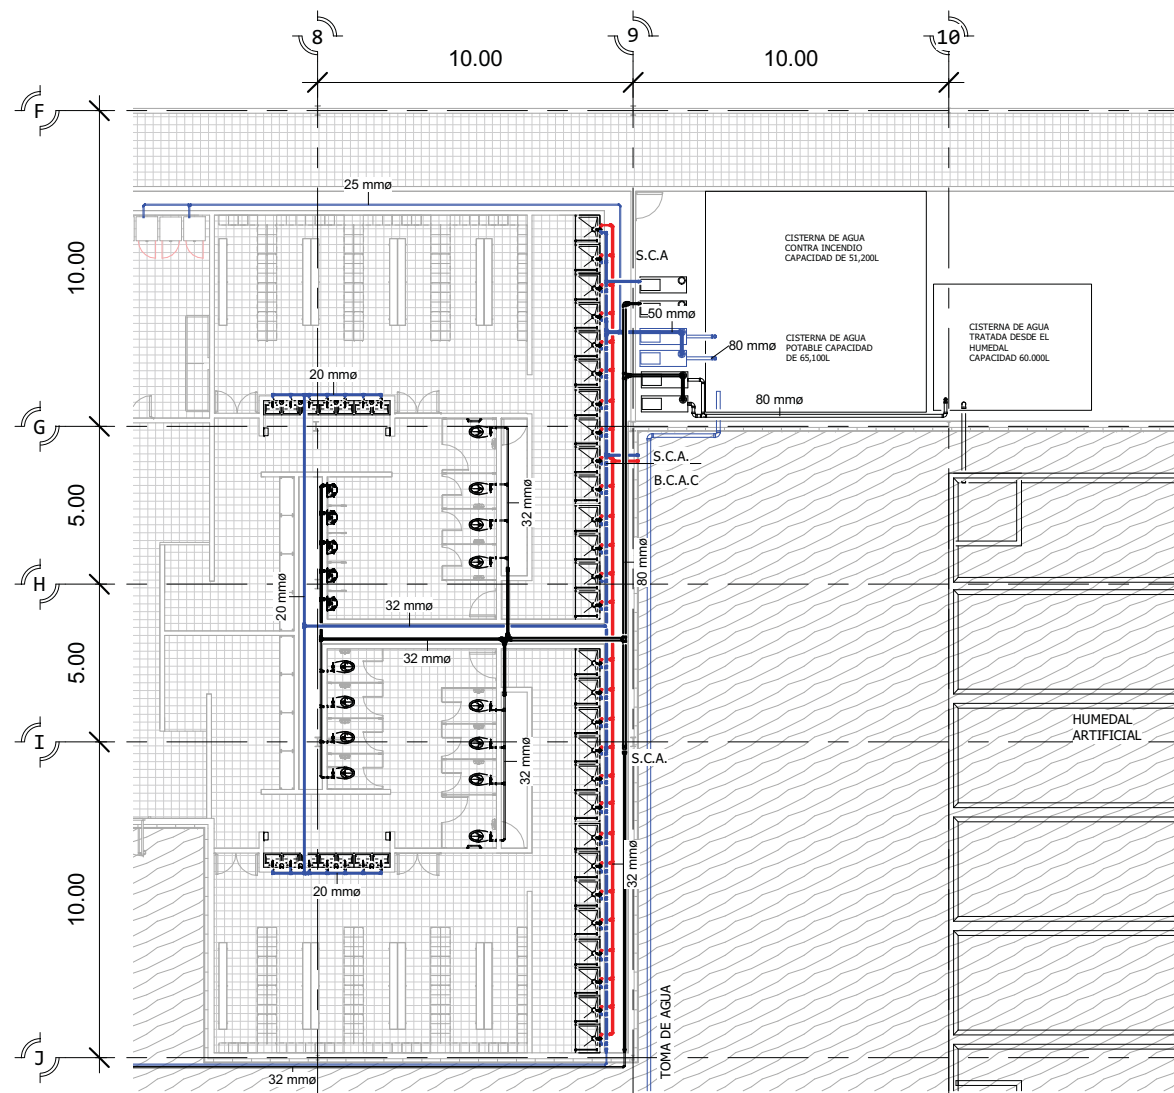 8
9
10
10.00
10.00
F
25 mmø
CISTERNA DE AGUA
CONTRA INCENDIO
CAPACIDAD DE 51,200L
S.C.A
10.00
50 mmø
CISTERNA DE AGUA
TRATADA DESDE EL
HUMEDAL
CAPACIDAD 60.000L
CISTERNA DE AGUA
POTABLE CAPACIDAD
DE 65,100L
80 mmø
20 mmø
80 mmø
G
S.C.A.
B.C.A.C
5.00
32 mmø
80 mmø
H
20 mmø
32 mmø
5.00
32 mmø
HUMEDAL
ARTIFICIAL
I
S.C.A.
32 mmø
32 mmø
20 mmø
10.00
TOMA DE AGUA
J
32 mmø